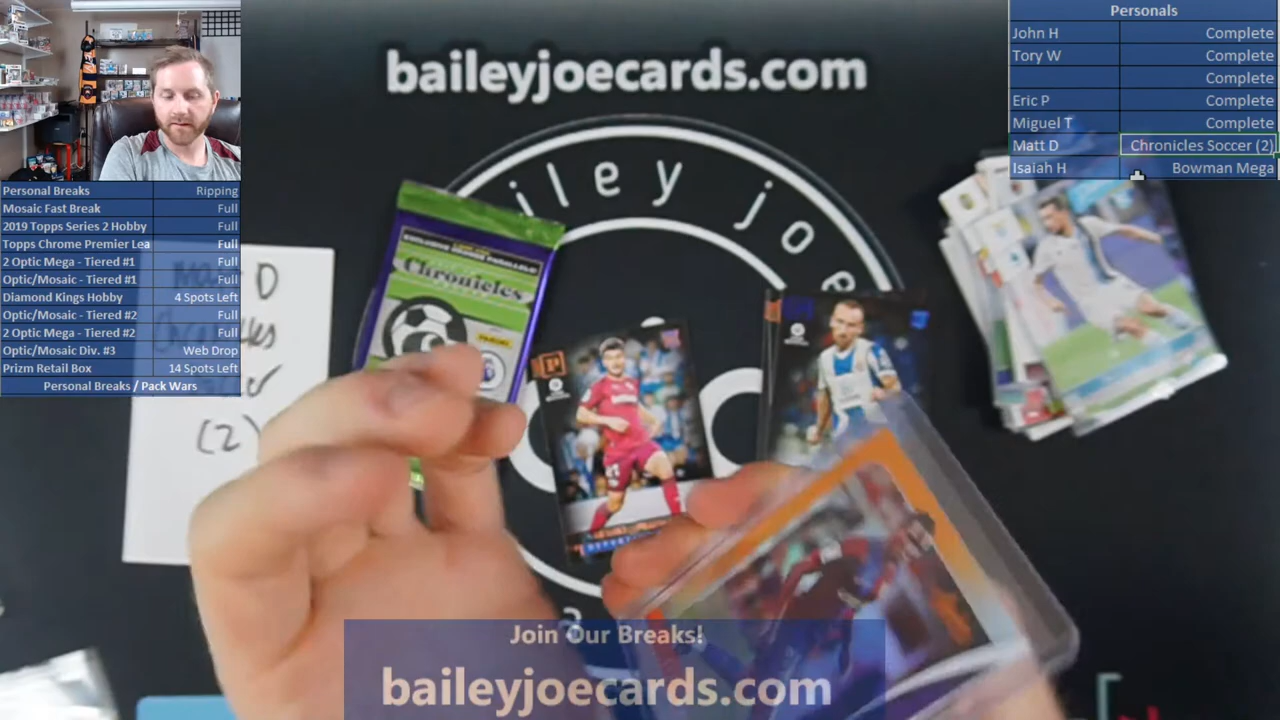 baileyjoecards.com
Personals
John H Complete
Tory W Complete
Complete
Eric P Complete
Miguel T Complete
Matt D Chronicles Soccer (2)
Isaiah H Bowman Mega
Personal Breaks Ripping
Mosaic Fast Break Full
2019 Topps Series 2 Hobby Full
Topps Chrome Premier Lea Full
2 Optic Mega - Tiered #1 Full
Optic/Mosaic - Tiered #1 Full
Diamond Kings Hobby 4 Spots Left
Optic/Mosaic - Tiered #2 Full
2 Optic Mega - Tiered #2 Full
Optic/Mosaic Div. #3 Web Drop
Prizm Retail Box 14 Spots Left
Personal Breaks / Pack Wars
iley joe
Matt D
(2)
Chronicles
PANINI
Join Our Breaks!
baileyjoecards.com